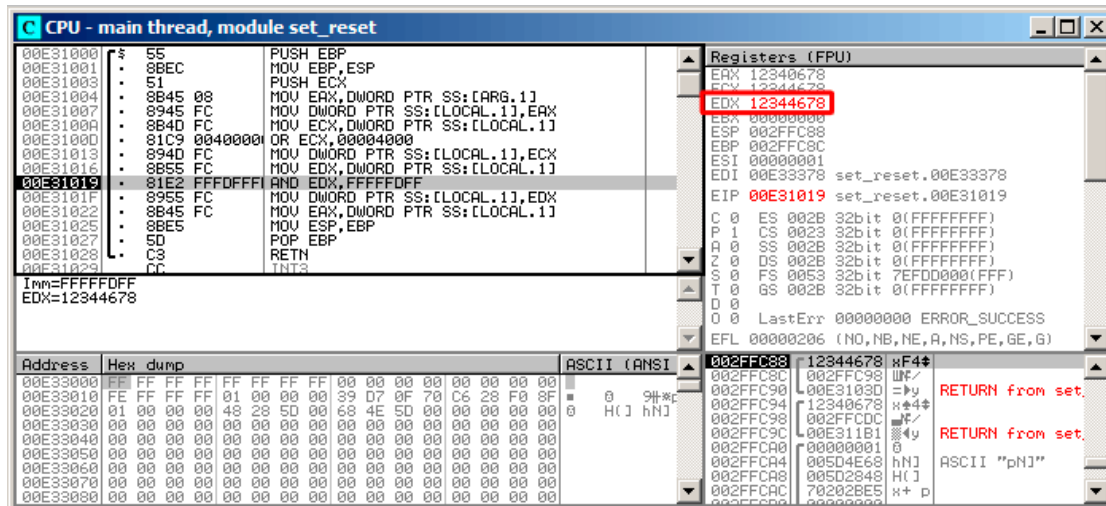 C CPU - main thread, module set_reset
00E31000 $ 55 PUSH EBP
00E31001 . 8BEC MOV EBP,ESP
00E31003 . 51 PUSH ECX
00E31004 . 8B45 08 MOV EAX,DWORD PTR SS:[ARG.1]
00E31007 . 8945 FC MOV DWORD PTR SS:[LOCAL.1],EAX
00E3100A . 8B4D FC MOV ECX,DWORD PTR SS:[LOCAL.1]
00E3100D . 81C9 00400000 OR ECX,00004000
00E31013 . 894D FC MOV DWORD PTR SS:[LOCAL.1],ECX
00E31016 . 8B55 FC MOV EDX,DWORD PTR SS:[LOCAL.1]
00E31019 . 81E2 FFFDFFF AND EDX,FFFFFDFF
00E3101F . 8955 FC MOV DWORD PTR SS:[LOCAL.1],EDX
00E31022 . 8B45 FC MOV EAX,DWORD PTR SS:[LOCAL.1]
00E31025 . 8BE5 MOV ESP,EBP
00E31027 . 5D POP EBP
00E31028 . C3 RETN
00E31029 CC INT3
Imm=FFFFFDFF
EDX=12344678
Registers (FPU)
EAX 12340678
ECX 12344678
EDX 12344678
EBX 00000000
ESP 002FFC88
EBP 002FFC8C
ESI 00000001
EDI 00E33378 set_reset.00E33378
EIP 00E31019 set_reset.00E31019
C 0 ES 002B 32bit 0(FFFFFFFF)
P 1 CS 0023 32bit 0(FFFFFFFF)
A 0 SS 002B 32bit 0(FFFFFFFF)
Z 0 DS 002B 32bit 0(FFFFFFFF)
S 0 FS 0053 32bit 7EFDD000(FFF)
T 0 GS 002B 32bit 0(FFFFFFFF)
D 0
O 0 LastErr 00000000 ERROR_SUCCESS
EFL 00000206 (NO,NB,NE,A,NS,PE,GE,G)
Address Hex dump ASCII (ANSI
00E33000 FF FF FF FF FF FF FF FF 00 00 00 00 00 00 00 00
00E33010 FE FF FF FF 01 00 00 00 39 D7 0F 70 C6 28 F0 8F
00E33020 01 00 00 00 48 28 5D 00 68 4E 5D 00 00 00 00 00 H(] hN]
00E33030 00 00 00 00 00 00 00 00 00 00 00 00 00 00 00 00
00E33040 00 00 00 00 00 00 00 00 00 00 00 00 00 00 00 00
00E33050 00 00 00 00 00 00 00 00 00 00 00 00 00 00 00 00
00E33060 00 00 00 00 00 00 00 00 00 00 00 00 00 00 00 00
00E33070 00 00 00 00 00 00 00 00 00 00 00 00 00 00 00 00
00E33080 00 00 00 00 00 00 00 00 00 00 00 00 00 00 00 00
002FFC88 12344678 xF4
002FFC8C 002FFC98
002FFC90 00E3103D RETURN from set
002FFC94 12340678
002FFC98 002FFCDC
002FFC9C 00E311B1 RETURN from set
002FFCA0 00000001
002FFCA4 005D4E68 hN] ASCII "pN]"
002FFCA8 005D2848 H(]
002FFCAC 70202BE5 x+ p